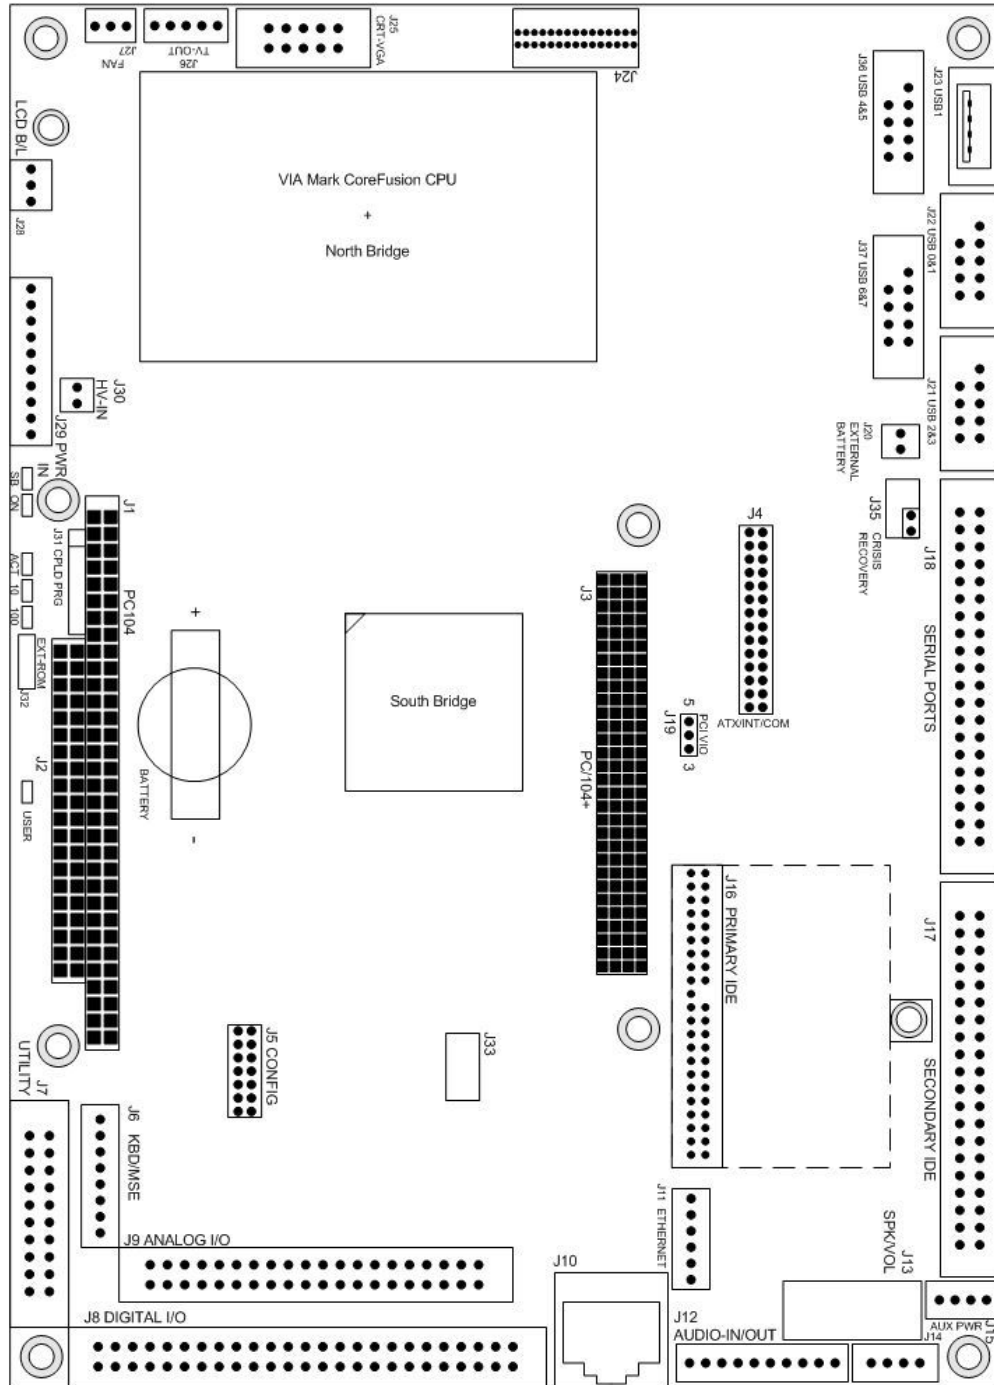 J27
FAN
TV-OUT
J26
J25
CRT-VGA
J24
J36 USB 4&5
J23 USB1
LCD B/L
J28
VIA Mark CoreFusion CPU
+
North Bridge
J22 USB 0&1
J37 USB 6&7
J21 USB 2&3
J30
HV-IN
J29 PWR
IN
J20
EXTERNAL
BATTERY
SB
ON
J1
PC104
J31 CPLD PRG
ACT
10
100
EXT-ROM
J32
J2
USER
+
BATTERY
-
South Bridge
J3
PC/104+
J4
ATX/INT/COM
J35
CRISIS
RECOVERY
J18
SERIAL PORTS
5
PCI VIO
J19
3
J16 PRIMARY IDE
J17
SECONDARY IDE
J5 CONFIG
J33
J7
UTILITY
J6 KBD/MSE
J9 ANALOG I/O
J8 DIGITAL I/O
J10
J11 ETHERNET
J12
AUDIO-IN/OUT
J13
SPK/VOL
AUX PWR
J15
J14